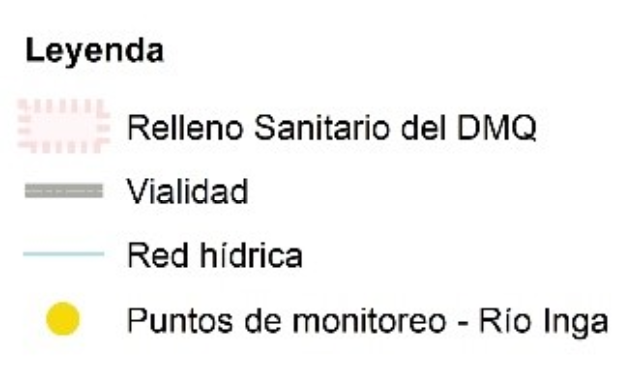 Leyenda
Relleno Sanitario del DMQ
Vialidad
Red hídrica
Puntos de monitoreo - Río Inga